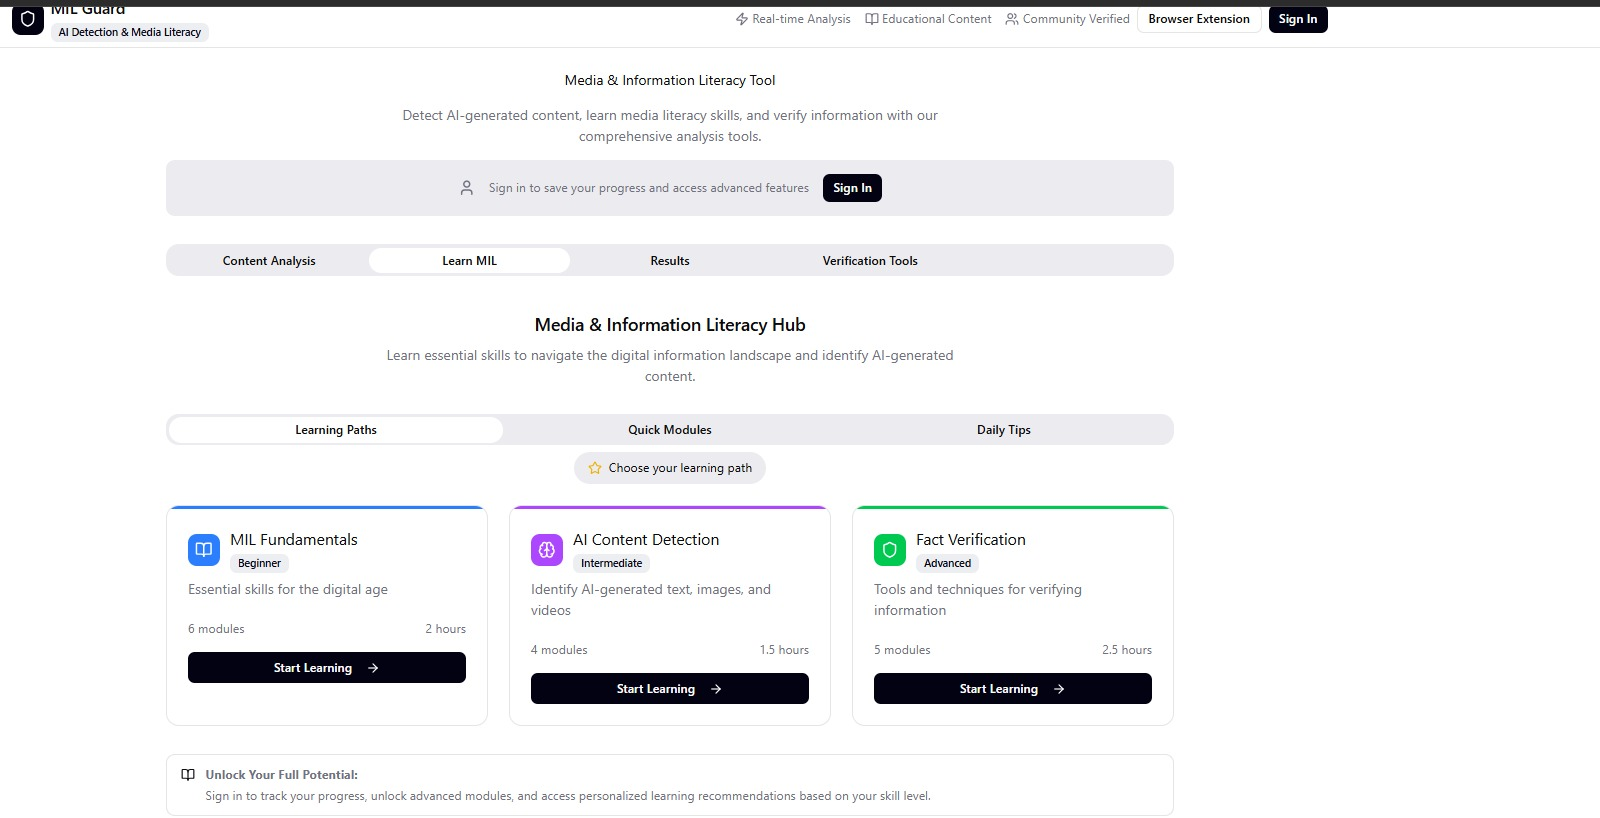 MIL Guard
AI Detection & Media Literacy
Real-time Analysis
Educational Content
Community Verified
Browser Extension
Sign In
Media & Information Literacy Tool
Detect AI-generated content, learn media literacy skills, and verify information with our
comprehensive analysis tools.
Sign in to save your progress and access advanced features
Sign In
Content Analysis
Learn MIL
Results
Verification Tools
Media & Information Literacy Hub
Learn essential skills to navigate the digital information landscape and identify AI-generated
content.
Learning Paths
Quick Modules
Daily Tips
Choose your learning path
MIL Fundamentals
Beginner
Essential skills for the digital age
6 modules
2 hours
Start Learning
AI Content Detection
Intermediate
Identify AI-generated text, images, and
videos
4 modules
1.5 hours
Start Learning
Fact Verification
Advanced
Tools and techniques for verifying
information
5 modules
2.5 hours
Start Learning
Unlock Your Full Potential:
Sign in to track your progress, unlock advanced modules, and access personalized learning recommendations based on your skill level.